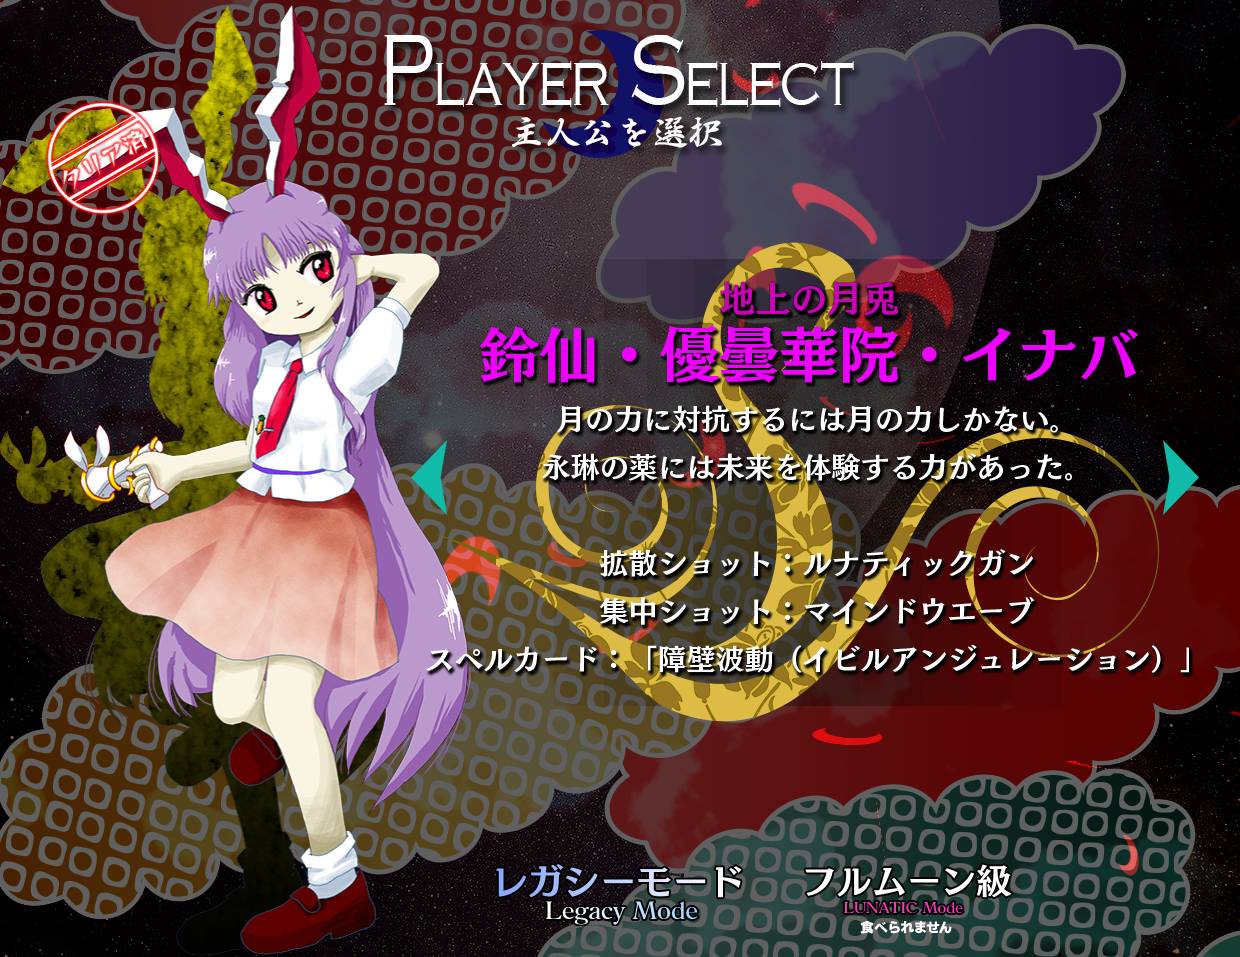 PLAYER SELECT
主人公を選択
クリア済
地上の月兎
鈴仙・優曇華院・イナバ
月の力に対抗するには月の力しかない。
永琳の薬には未来を体験する力があった。
拡散ショット：ルナティックガン
集中ショット：マインドウエーブ
スペルカード：「障壁波動（イビルアンジュレーション）」
レガシーモード
Legacy Mode
フルムーン級
LUNATIC Mode
食べられません